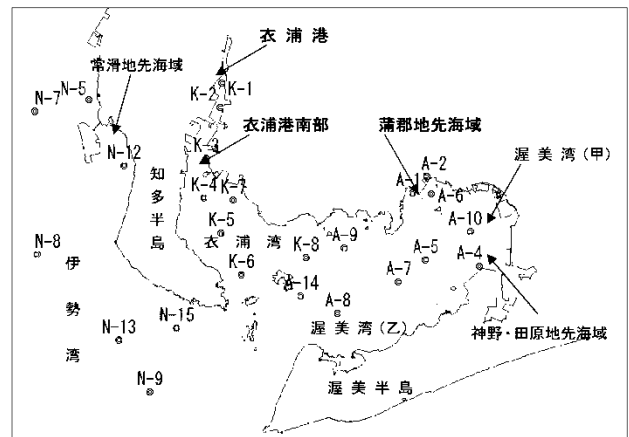 衣浦港
常滑地先海域
N-5
N-7
K-1
K-2
衣浦港南部
蒲郡地先海域
K-3
A-2
A-1
渥美湾(甲)
N-12
知多半島
K-4
K-7
A-6
A-10
K-5
衣浦湾
A-9
N-8
K-8
A-5
A-4
伊勢湾
K-6
A-7
A-14
A-8
N-15
渥美湾(乙)
神野・田原地先海域
N-13
N-9
渥美半島